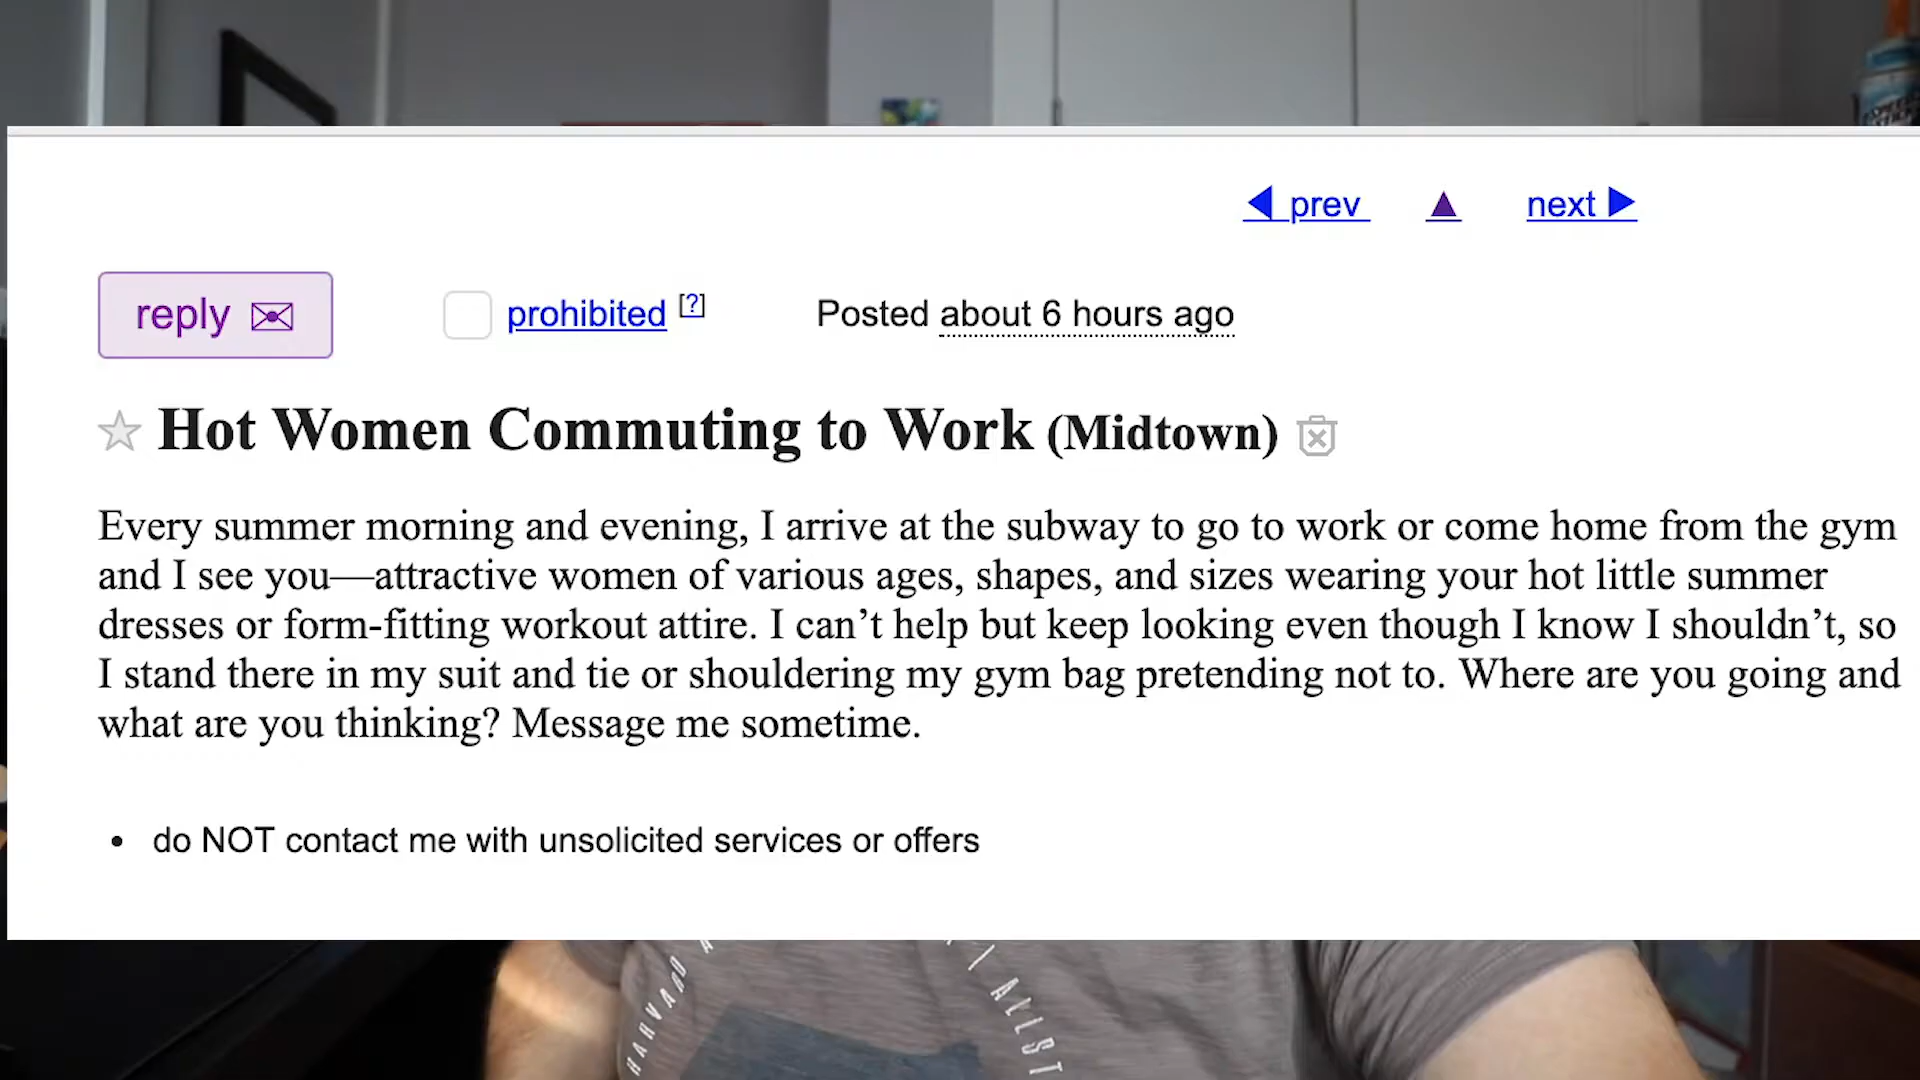 prev next
reply prohibited [?] Posted about 6 hours ago
Hot Women Commuting to Work (Midtown)
Every summer morning and evening, I arrive at the subway to go to work or come home from the gym
and I see you—attractive women of various ages, shapes, and sizes wearing your hot little summer
dresses or form-fitting workout attire. I can’t help but keep looking even though I know I shouldn’t, so
I stand there in my suit and tie or shouldering my gym bag pretending not to. Where are you going and
what are you thinking? Message me sometime.
do NOT contact me with unsolicited services or offers
HARVARD
ALLST